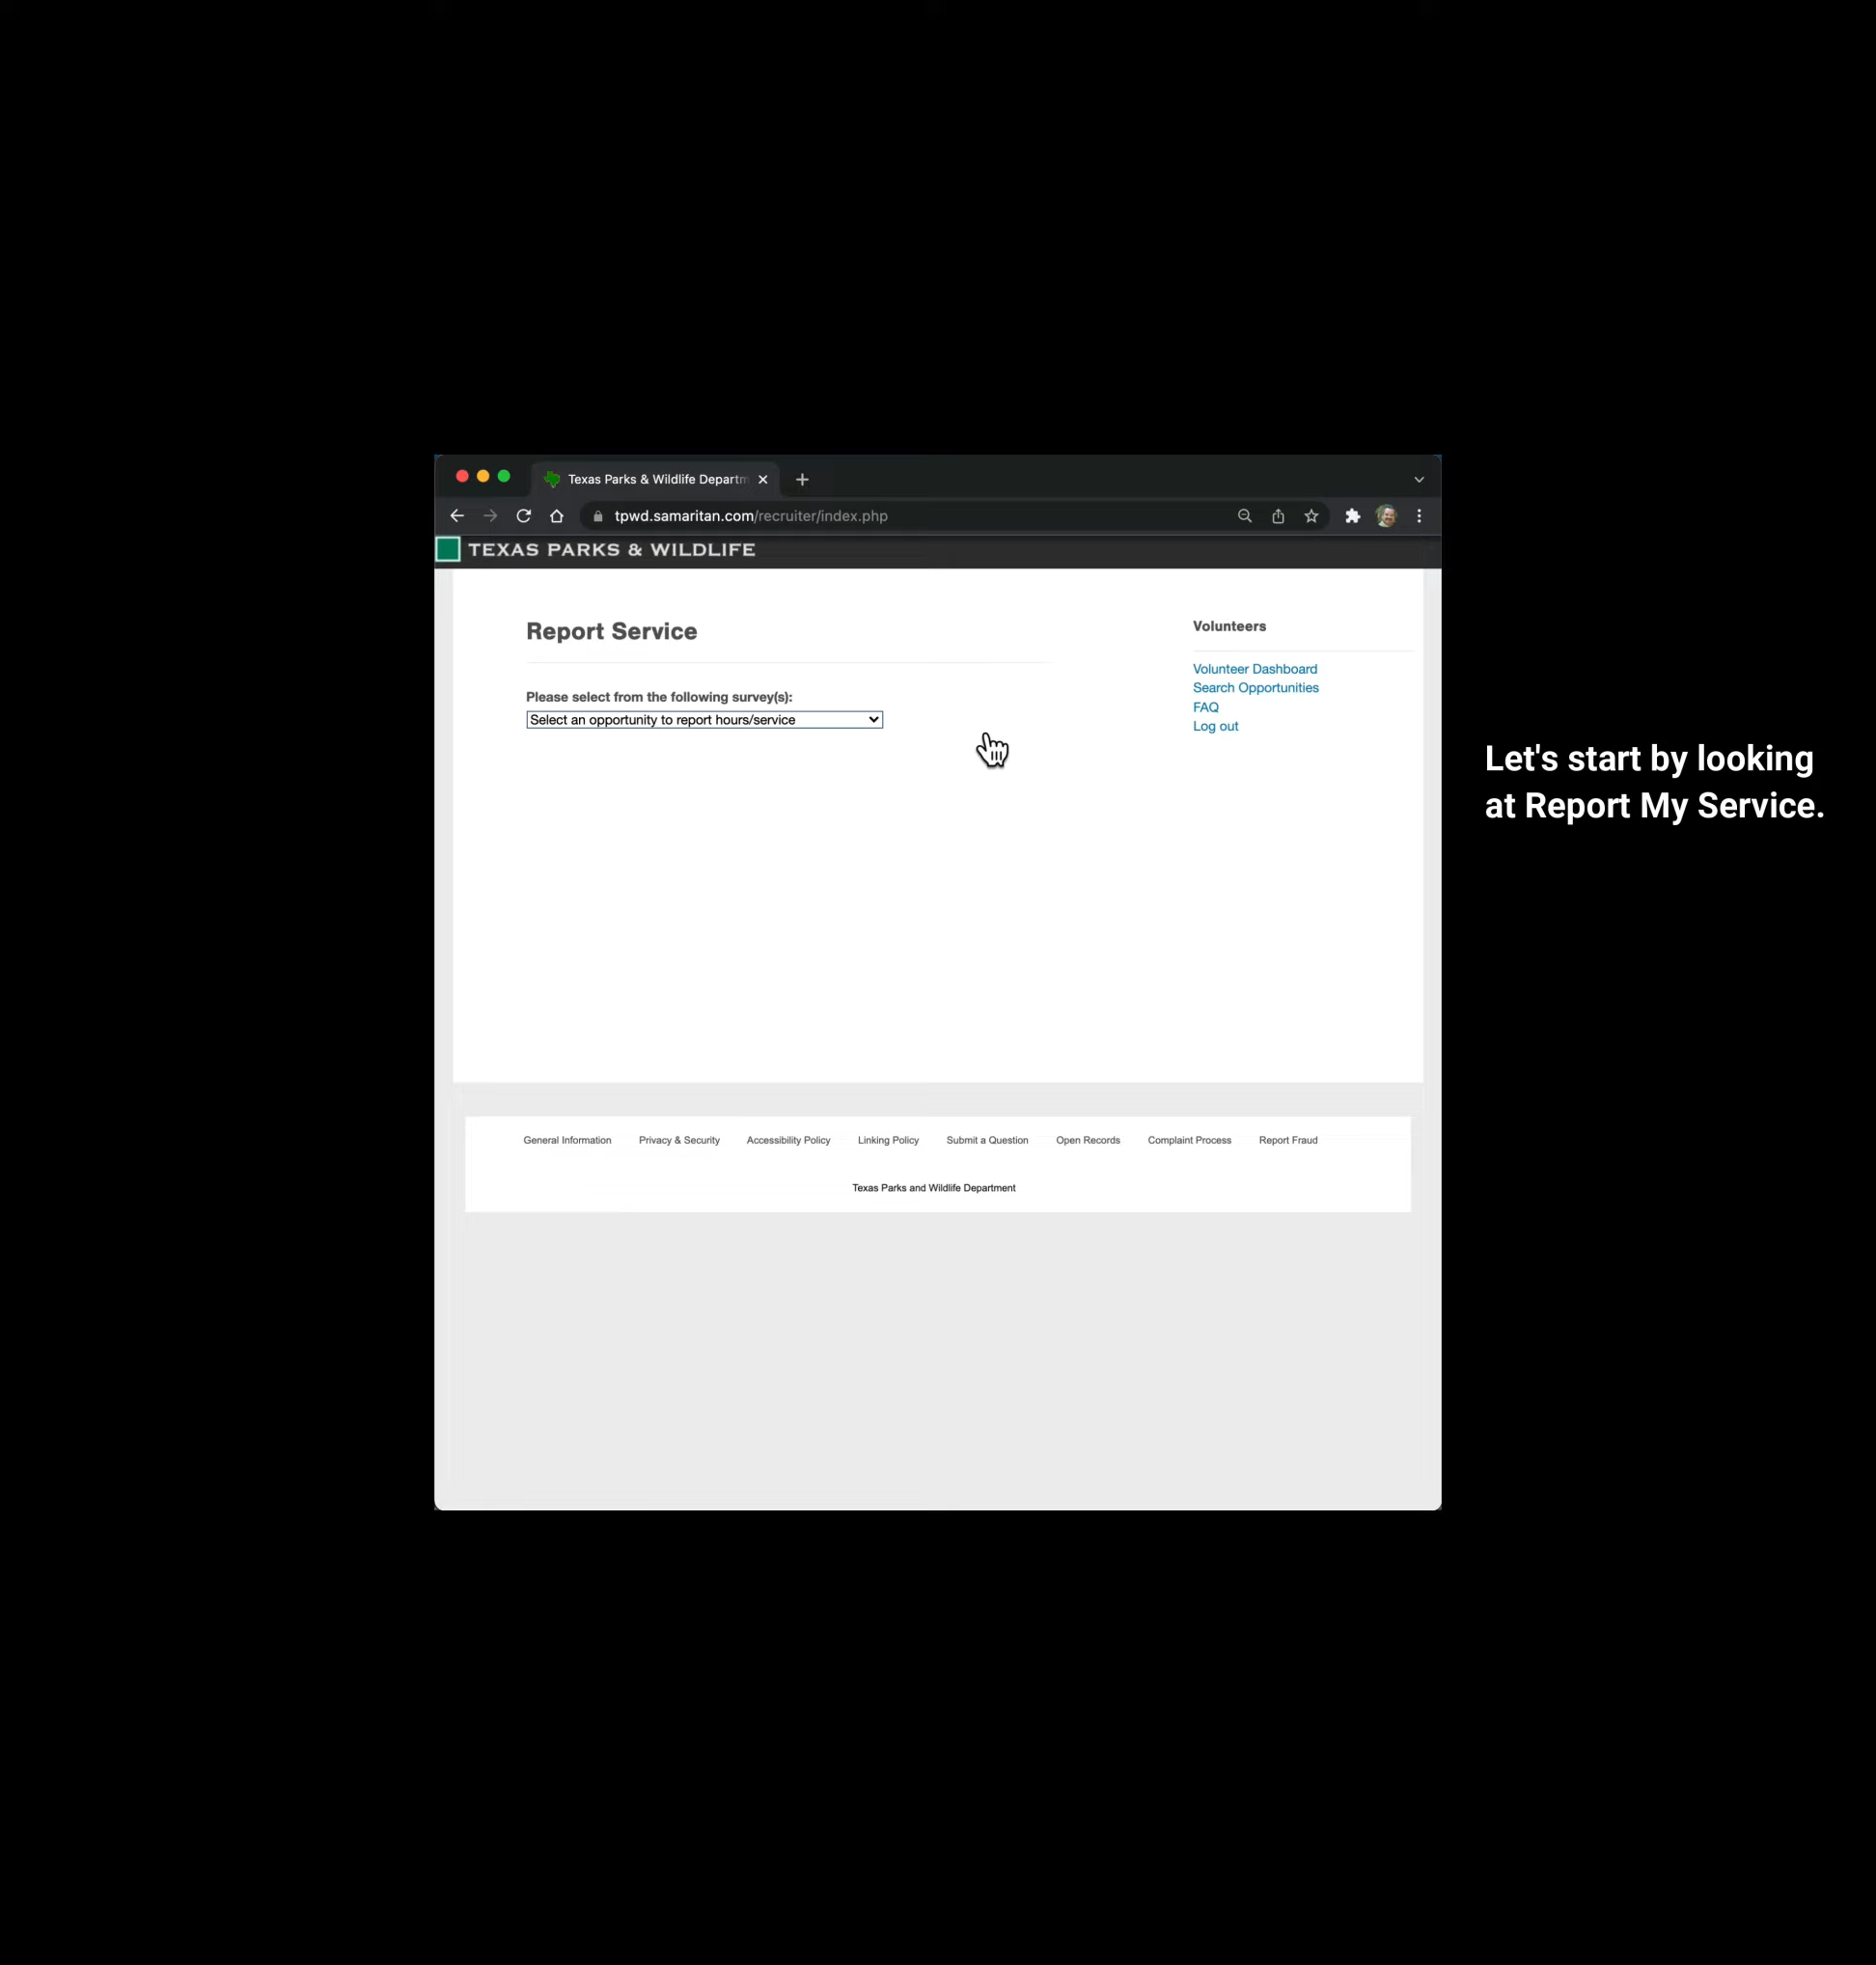 Texas Parks & Wildlife Departm
tpwd.samaritan.com/recruiter/index.php
TEXAS PARKS & WILDLIFE
Report Service
Please select from the following survey(s):
Select an opportunity to report hours/service
Volunteers
Volunteer Dashboard
Search Opportunities
FAQ
Log out
Let's start by looking
at Report My Service.
General Information Privacy & Security Accessibility Policy Linking Policy Submit a Question Open Records Complaint Process Report Fraud
Texas Parks and Wildlife Department